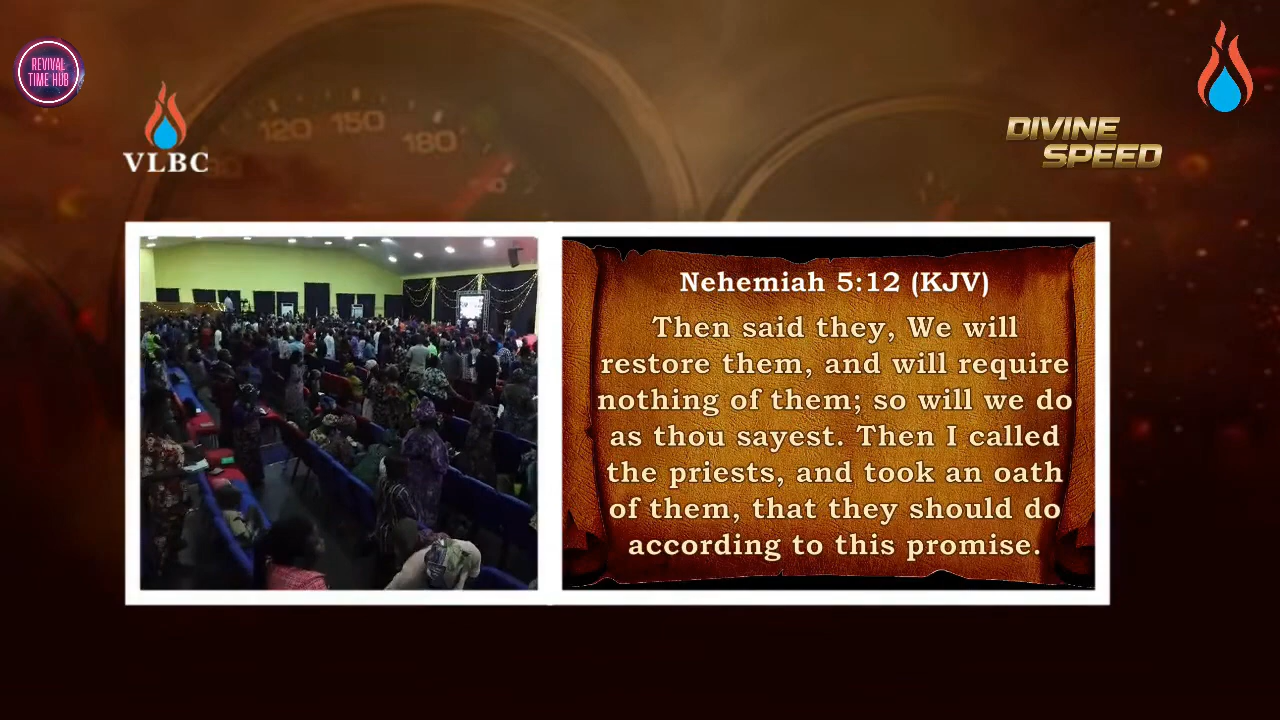 REVIVAL
TIME HUB
VLBC
120 150 180
DIVINE
SPEED
Nehemiah 5:12 (KJV)
Then said they, We will
restore them, and will require
nothing of them; so will we do
as thou sayest. Then I called
the priests, and took an oath
of them, that they should do
according to this promise.